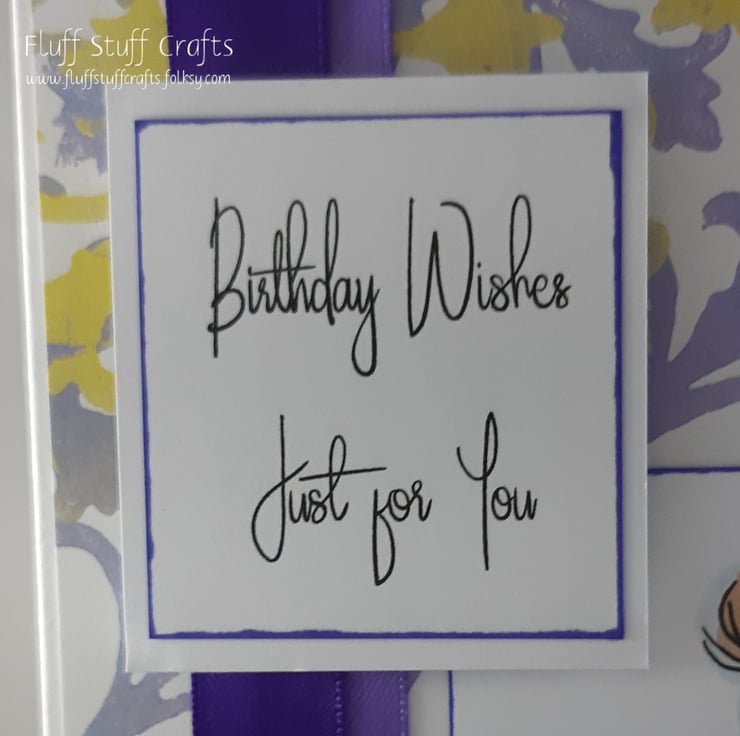 Fluff Stuff Crafts
www.fluffstuffcrafts.folksy.com
Birthday Wishes
Just for You